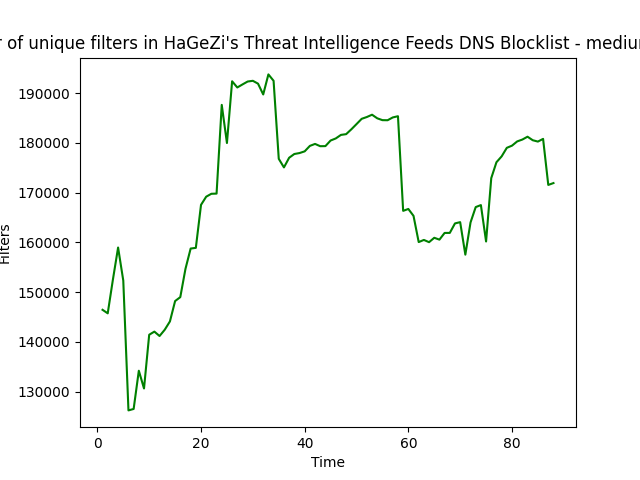 r of unique filters in HaGeZi's Threat Intelligence Feeds DNS Blocklist - medium
190000
180000
170000
160000
150000
140000
130000
Filters
0 20 40 60 80
Time